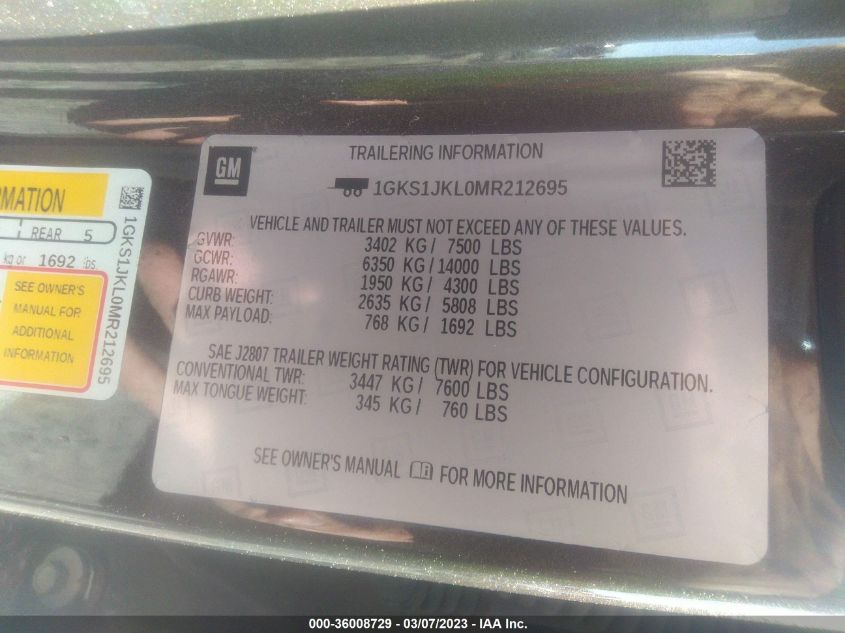 RMATION
REAR 5
kg or 1692 lbs
SEE OWNER'S
MANUAL FOR
ADDITIONAL
INFORMATION
1GKS1JKL0MR212695
GM
TRAILERING INFORMATION
1GKS1JKL0MR212695
VEHICLE AND TRAILER MUST NOT EXCEED ANY OF THESE VALUES.
GVWR: 3402 KG / 7500 LBS
GCWR: 6350 KG / 14000 LBS
RGAWR: 1950 KG / 4300 LBS
CURB WEIGHT: 2635 KG / 5808 LBS
MAX PAYLOAD: 768 KG / 1692 LBS
SAE J2807 TRAILER WEIGHT RATING (TWR) FOR VEHICLE CONFIGURATION.
CONVENTIONAL TWR: 3447 KG / 7600 LBS
MAX TONGUE WEIGHT: 345 KG / 760 LBS
SEE OWNER'S MANUAL FOR MORE INFORMATION
000-36008729 - 03/07/2023 - IAA Inc.